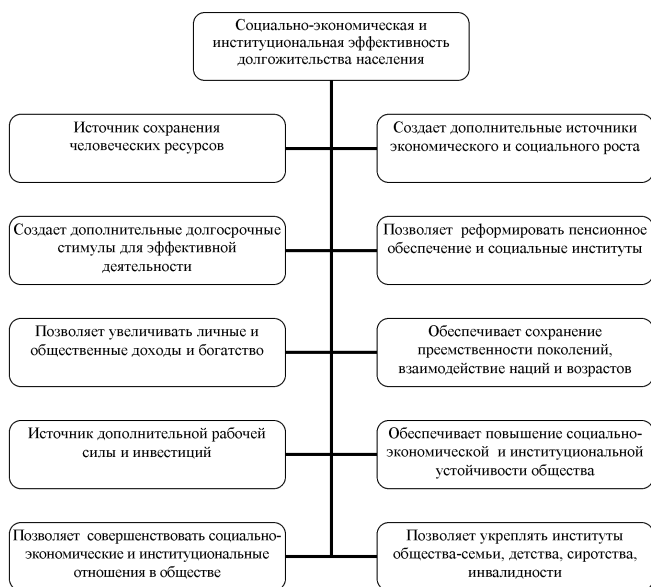 Социально-экономическая и
институциональная эффективность
долгожительства населения
Источник сохранения
человеческих ресурсов
Создает дополнительные источники
экономического и социального роста
Создает дополнительные долгосрочные
стимулы для эффективной
деятельности
Позволяет реформировать пенсионное
обеспечение и социальные институты
Позволяет увеличивать личные и
общественные доходы и богатство
Обеспечивает сохранение
преемственности поколений,
взаимодействие наций и возрастов
Источник дополнительной рабочей
силы и инвестиций
Обеспечивает повышение социально-
экономической и институциональной
устойчивости общества
Позволяет совершенствовать социально-
экономические и институциональные
отношения в обществе
Позволяет укреплять институты
общества-семьи, детства, сиротства,
инвалидности